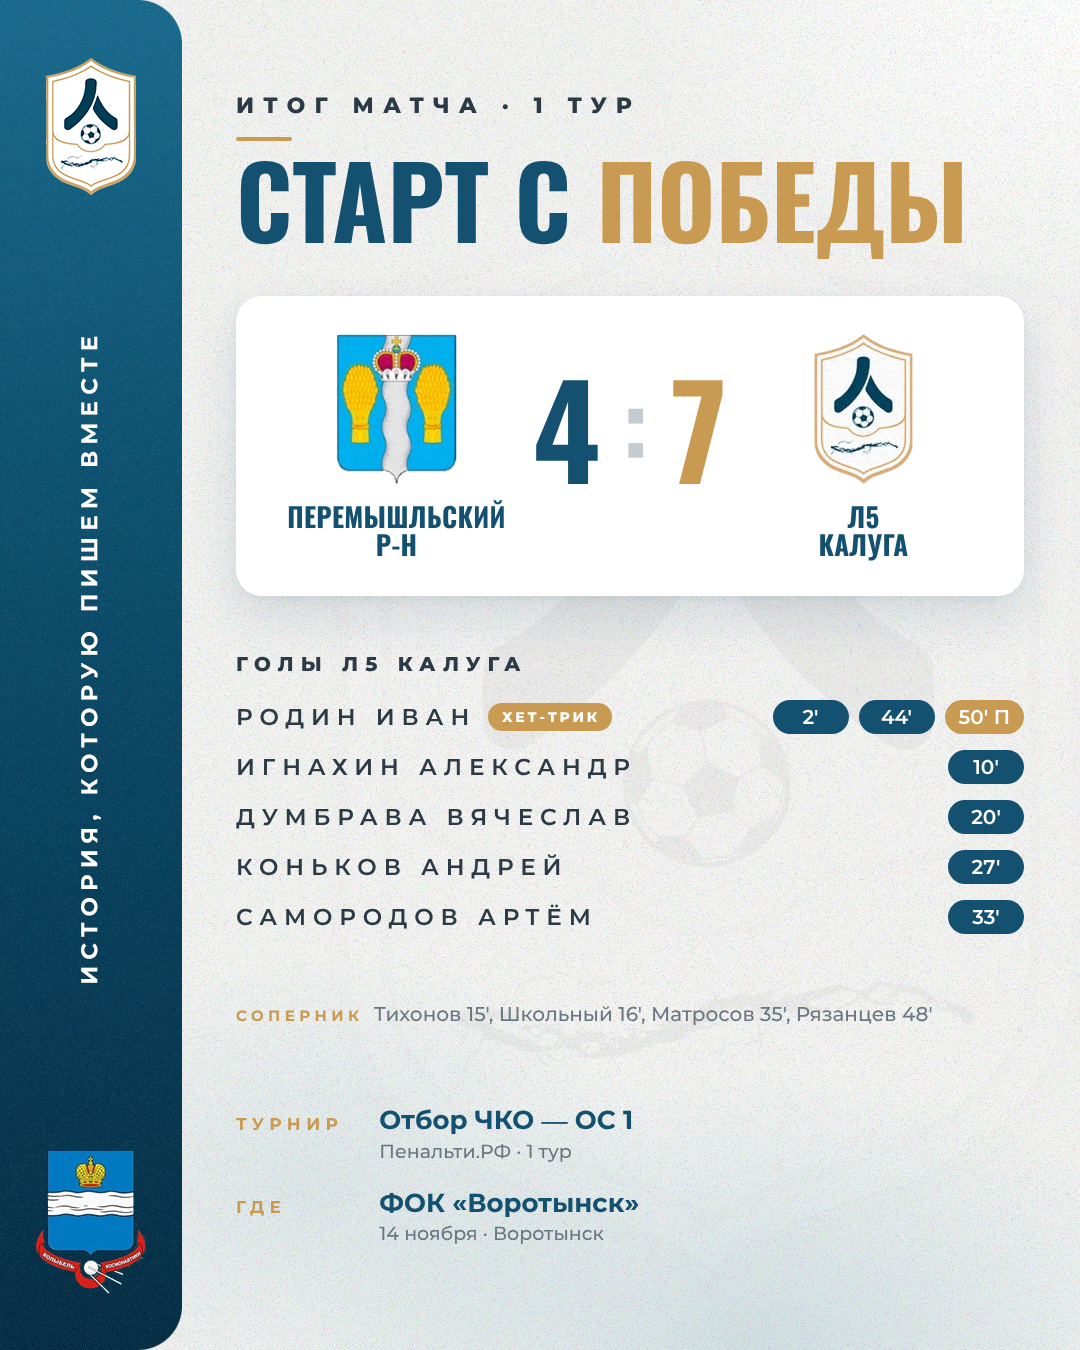 ИТОГ МАТЧА · 1 ТУР
СТАРТ С ПОБЕДЫ
4 : 7
ПЕРЕМЫШЛЬСКИЙ
Р-Н
Л5
КАЛУГА
ГОЛЫ Л5 КАЛУГА
РОДИН ИВАН ХЕТ-ТРИК 2' 44' 50' П
ИГНАХИН АЛЕКСАНДР 10'
ДУМБРАВА ВЯЧЕСЛАВ 20'
КОНЬКОВ АНДРЕЙ 27'
САМОРОДОВ АРТЁМ 33'
СОПЕРНИК Тихонов 15', Школьный 16', Матросов 35', Рязанцев 48'
ТУРНИР Отбор ЧКО — ОС 1
Пенальти.РФ · 1 тур
ГДЕ ФОК «Воротынск»
14 ноября · Воротынск
ИСТОРИЯ, КОТОРУЮ ПИШЕМ ВМЕСТЕ
КОЛЫБЕЛЬ КОСМОНАВТИКИ